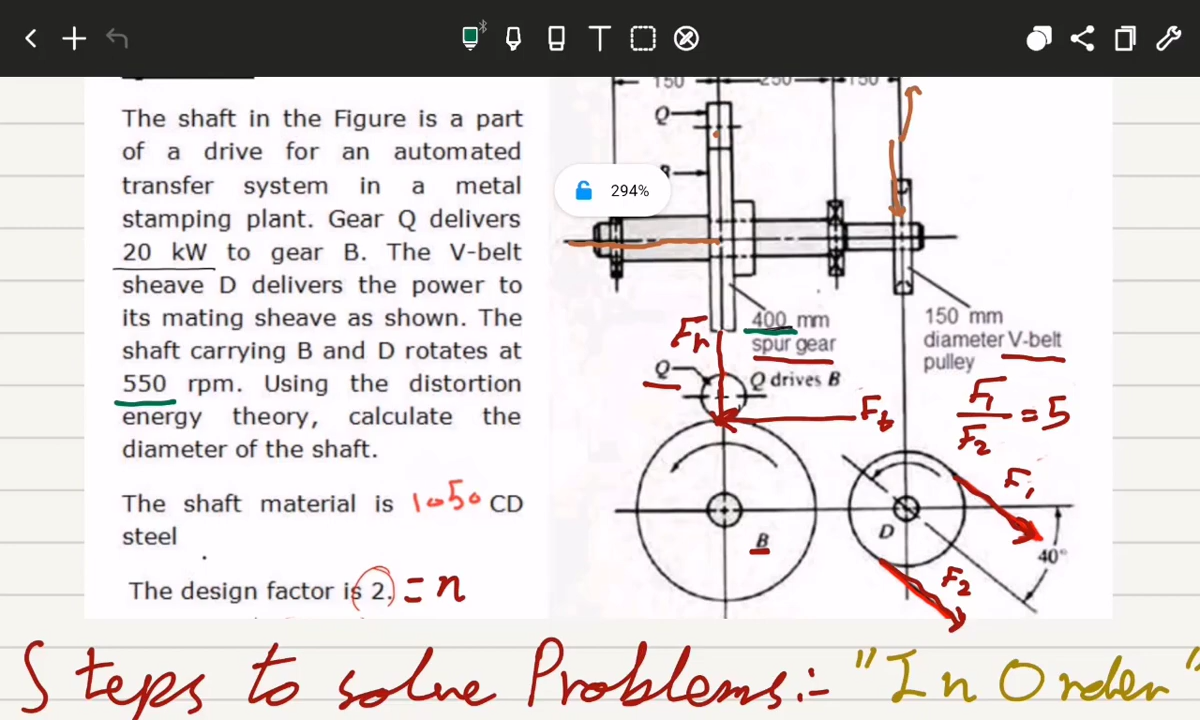 150 250 150
Q
294%
The shaft in the Figure is a part
of a drive for an automated
transfer system in a metal
stamping plant. Gear Q delivers
20 kW to gear B. The V-belt
sheave D delivers the power to
its mating sheave as shown. The
shaft carrying B and D rotates at
550 rpm. Using the distortion
energy theory, calculate the
diameter of the shaft.
The shaft material is 1050 CD
steel
The design factor is 2. = n
400 mm
spur gear
150 mm
diameter V-belt
pulley
Fr
Q
Q drives B
Ft
F1/F2 = 5
F1
B
D
40°
F2
Steps to solve Problems:- "In Order"